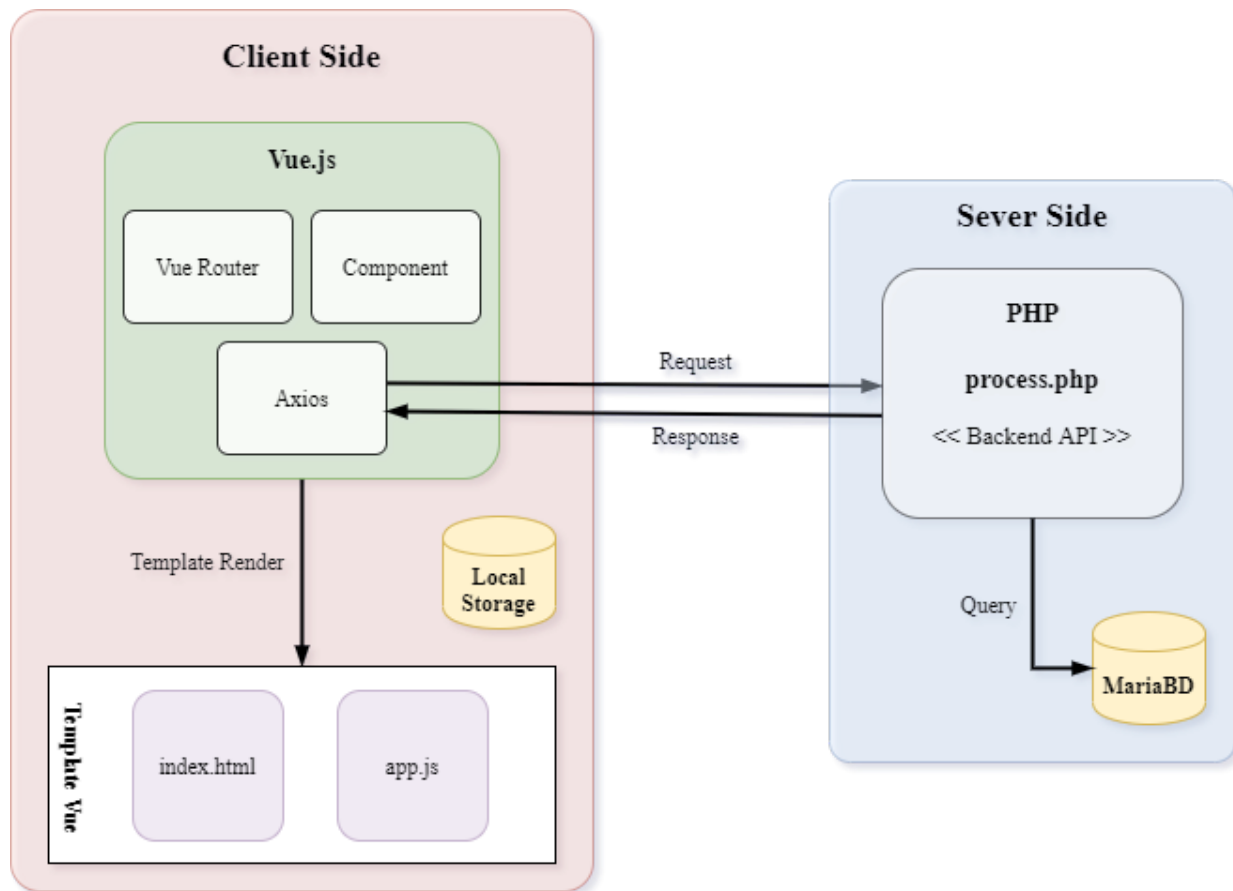 Client Side
Vue.js
Vue Router
Component
Axios
Request
Response
Template Render
Local
Storage
Template Vue
index.html
app.js
Sever Side
PHP
process.php
<< Backend API >>
Query
MariaBD